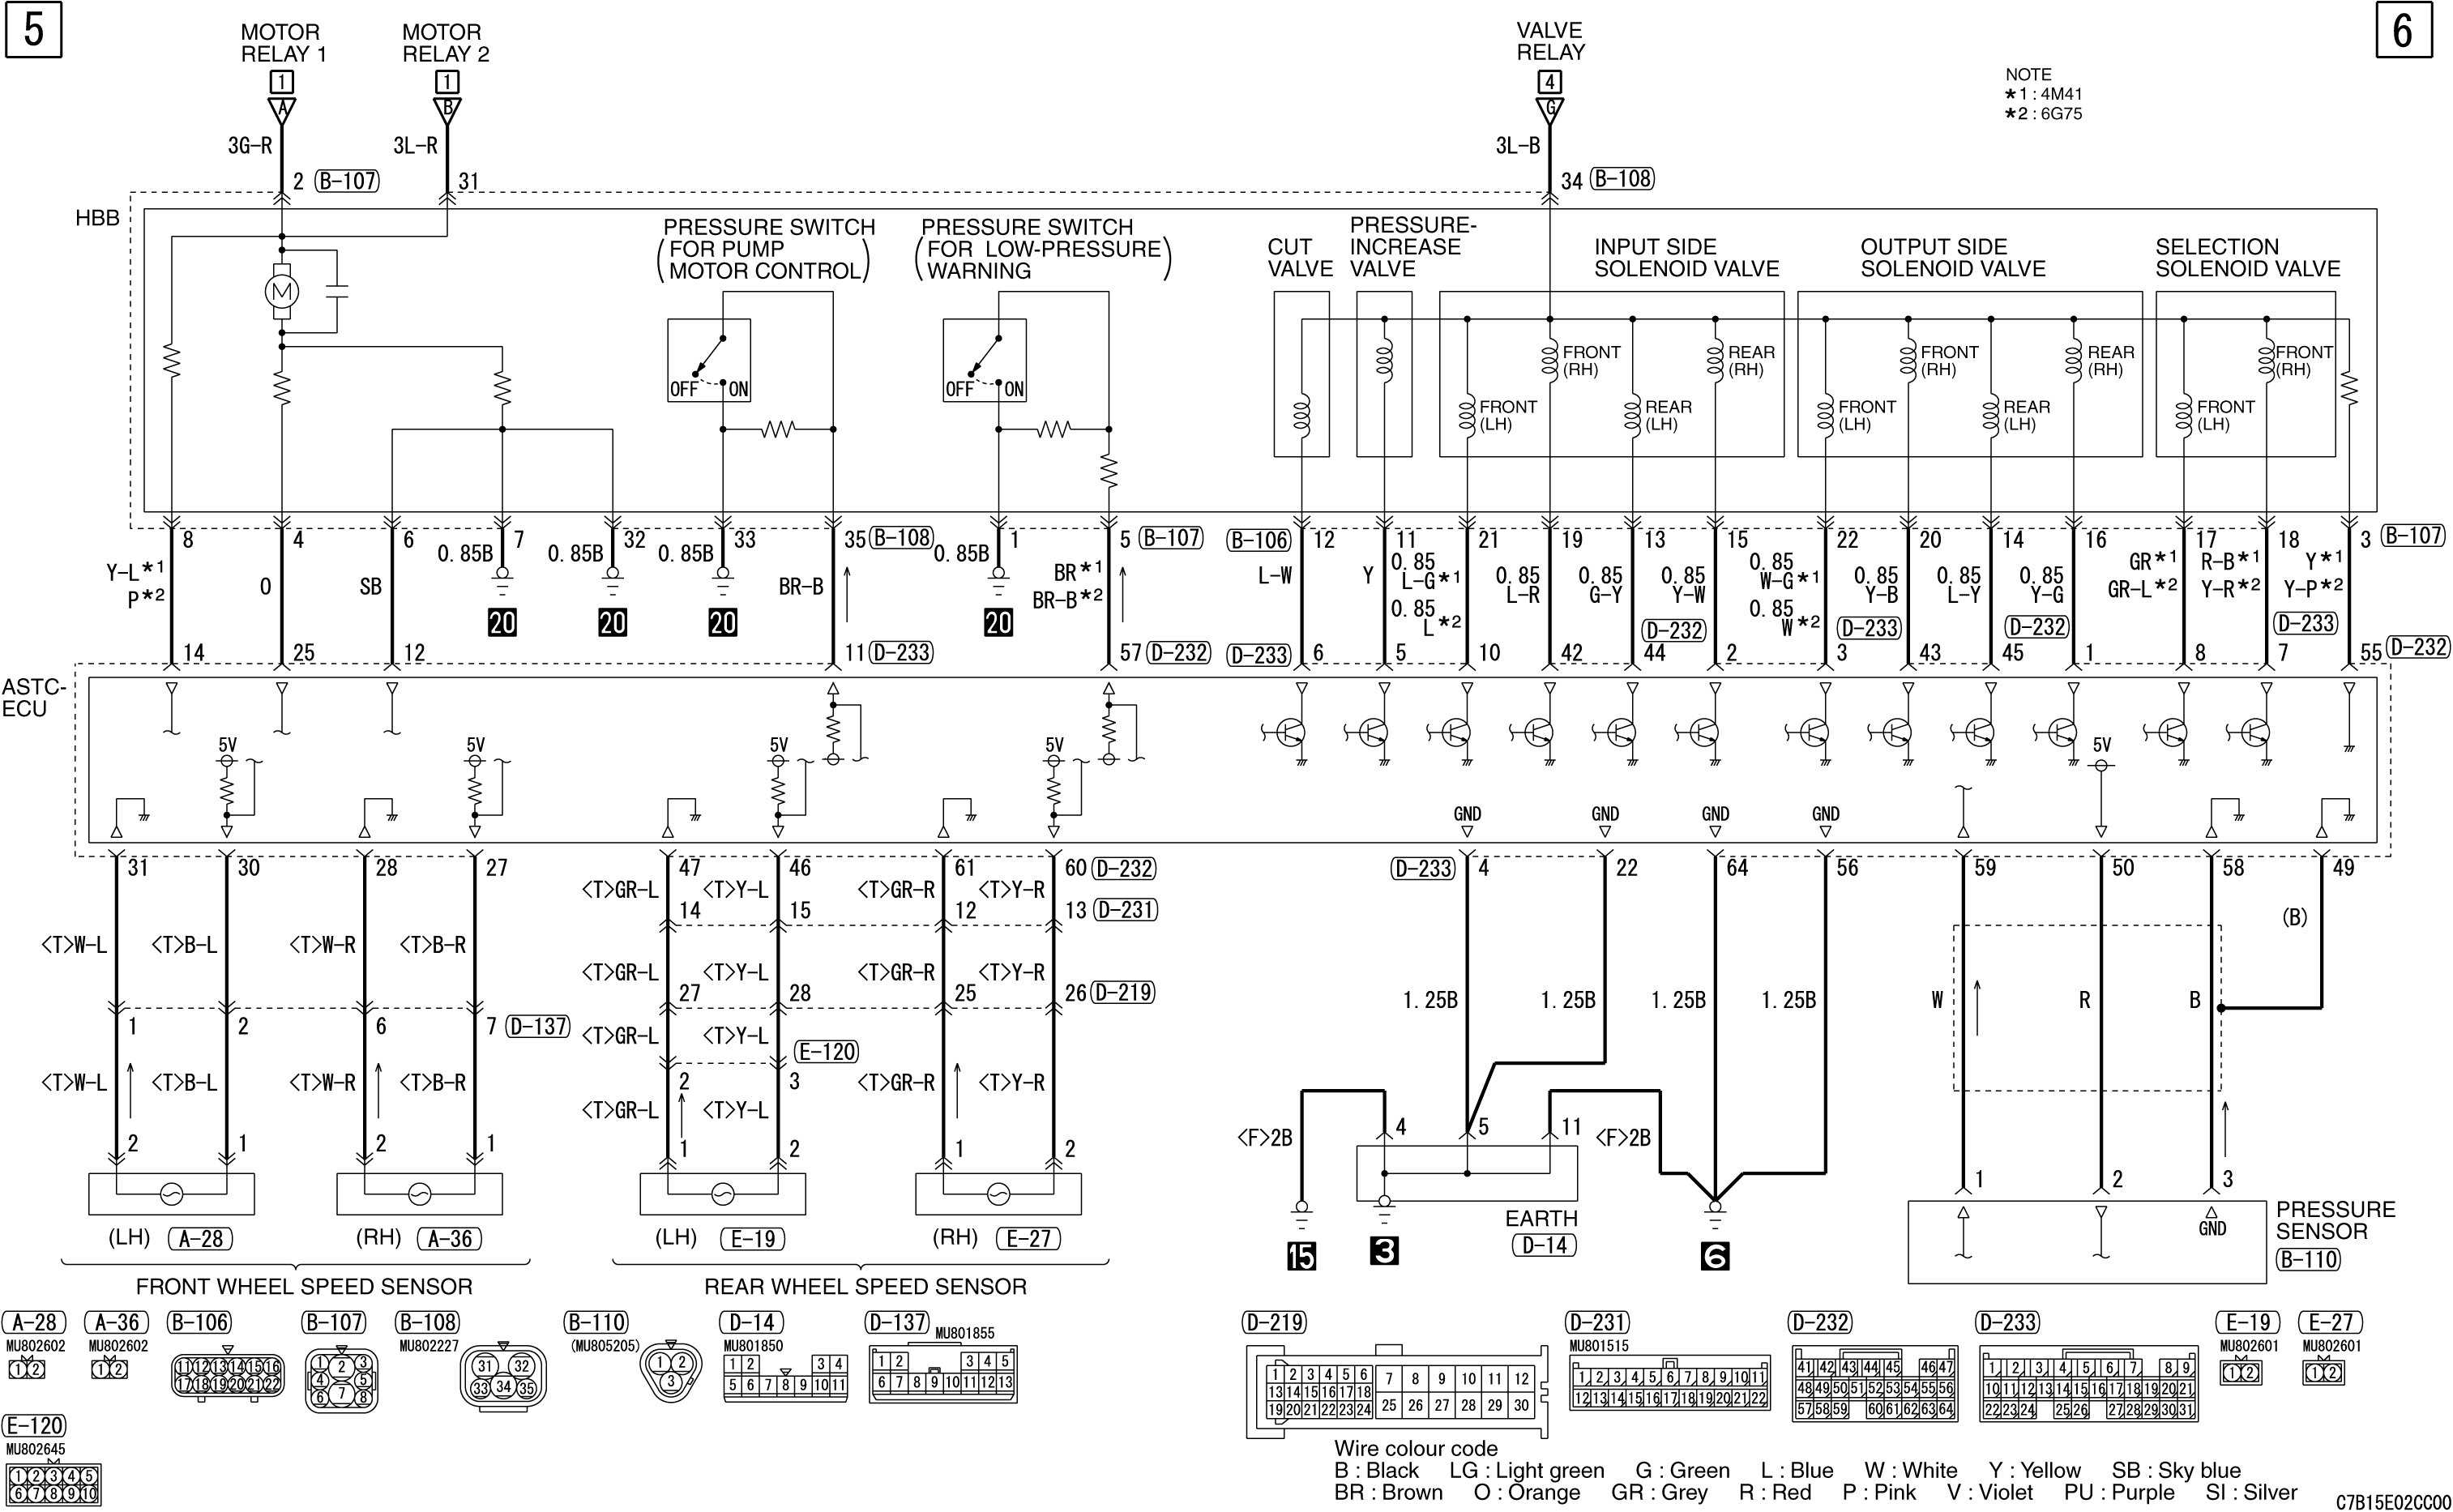 5
6
MOTOR
RELAY 1
MOTOR
RELAY 2
VALVE
RELAY
1
1
4
A
B
G
NOTE
*1 : 4M41
*2 : 6G75
3G-R
3L-R
3L-B
2 B-107
31
34 B-108
HBB
M
PRESSURE SWITCH
(FOR PUMP
MOTOR CONTROL)
PRESSURE SWITCH
(FOR LOW-PRESSURE
WARNING)
CUT
VALVE
PRESSURE-
INCREASE
VALVE
INPUT SIDE
SOLENOID VALVE
OUTPUT SIDE
SOLENOID VALVE
SELECTION
SOLENOID VALVE
OFF ON
OFF ON
FRONT
(LH)
FRONT
(RH)
REAR
(LH)
REAR
(RH)
FRONT
(LH)
FRONT
(RH)
REAR
(LH)
REAR
(RH)
FRONT
(LH)
FRONT
(RH)
8 4 6 7 32 33 35 B-108 1 5 B-107
B-106 12 11 21 19 13 15 22 20 14 16 17 18 3 B-107
Y-L*1
P*2
O
SB
0.85B
0.85B
0.85B
BR-B
0.85B
BR*1
BR-B*2
L-W
Y
0.85
L-G*1
0.85
L*2
0.85
L-R
0.85
G-Y
0.85
Y-W
0.85
W-G*1
0.85
W*2
0.85
Y-B
0.85
L-Y
0.85
Y-G
GR*1
GR-L*2
R-B*1
Y-R*2
Y*1
Y-P*2
20 20 20 20
D-232 D-233 D-232 D-233
14 25 12 11 D-233 57 D-232
D-233 6 5 10 42 44 2 3 43 45 1 8 7 55 D-232
ASTC-
ECU
5V 5V 5V 5V 5V
GND GND GND GND
31 30 28 27 47 46 61 60 D-232
D-233 4 22 64 56 59 50 58 49
<T>GR-L <T>Y-L <T>GR-R <T>Y-R
14 15 12 13 D-231
(B)
<T>W-L <T>B-L <T>W-R <T>B-R
<T>GR-L <T>Y-L <T>GR-R <T>Y-R
27 28 25 26 D-219
1.25B 1.25B 1.25B 1.25B W R B
1 2 6 7 D-137
<T>GR-L <T>Y-L
E-120
<T>W-L <T>B-L <T>W-R <T>B-R
2 3
<T>GR-R <T>Y-R
<T>GR-L <T>Y-L
2 1 2 1 1 2 1 2
<F>2B
4 5 11
<F>2B
1 2 3
(LH) A-28
(RH) A-36
(LH) E-19
(RH) E-27
FRONT WHEEL SPEED SENSOR
REAR WHEEL SPEED SENSOR
15 3 6
EARTH
D-14
GND
PRESSURE
SENSOR
B-110
A-28
MU802602
1 2
A-36
MU802602
1 2
B-106
11 12 13 14 15 16
17 18 19 20 21 22
B-107
1 2 3
4 5
6 7 8
B-108
MU802227
31 32
33 34 35
B-110
(MU805205)
1 2
3
D-14
MU801850
1 2 3 4
5 6 7 8 9 10 11
D-137
MU801855
1 2 3 4 5
6 7 8 9 10 11 12 13
D-219
1 2 3 4 5 6 7 8 9 10 11 12
13 14 15 16 17 18
19 20 21 22 23 24 25 26 27 28 29 30
D-231
MU801515
1 2 3 4 5 6 7 8 9 10 11
12 13 14 15 16 17 18 19 20 21 22
D-232
41 42 43 44 45 46 47
48 49 50 51 52 53 54 55 56
57 58 59 60 61 62 63 64
D-233
1 2 3 4 5 6 7 8 9
10 11 12 13 14 15 16 17 18 19 20 21
22 23 24 25 26 27 28 29 30 31
E-19
MU802601
1 2
E-27
MU802601
1 2
E-120
MU802645
1 2 3 4 5
6 7 8 9 10
Wire colour code
B : Black LG : Light green G : Green L : Blue W : White Y : Yellow SB : Sky blue
BR : Brown O : Orange GR : Grey R : Red P : Pink V : Violet PU : Purple SI : Silver
C7B15E02CC00